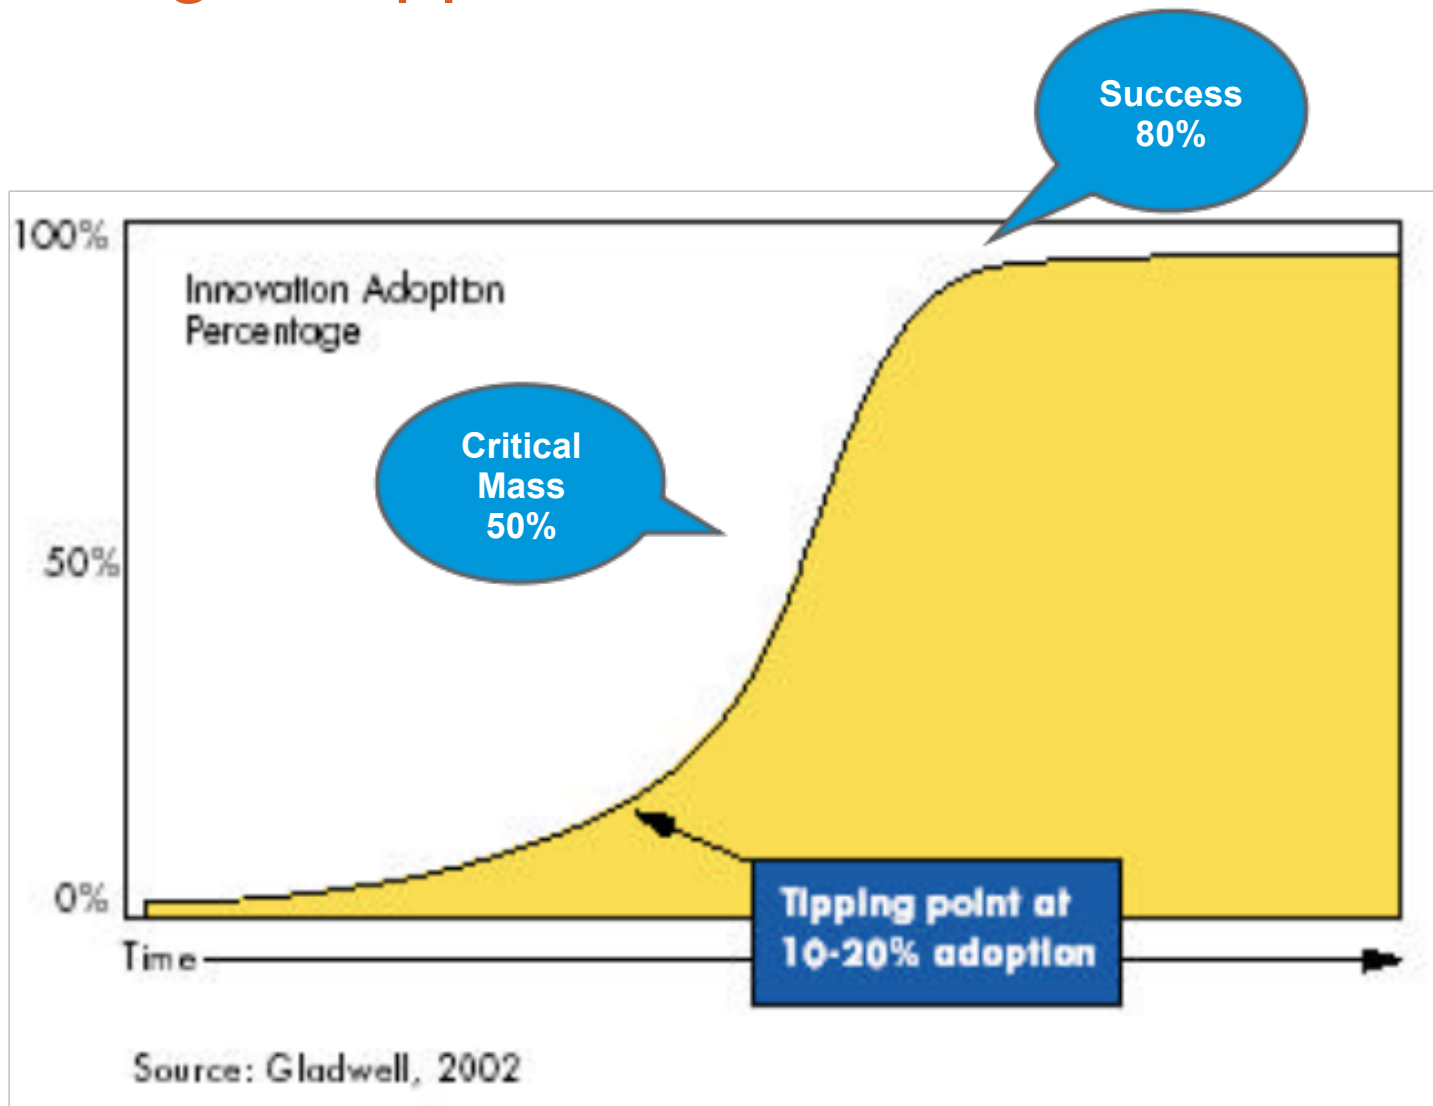 Success
80%
100%
Innovation Adoption
Percentage
Critical
Mass
50%
50%
0%
Tipping point at
10-20% adoption
Time
Source: Gladwell, 2002